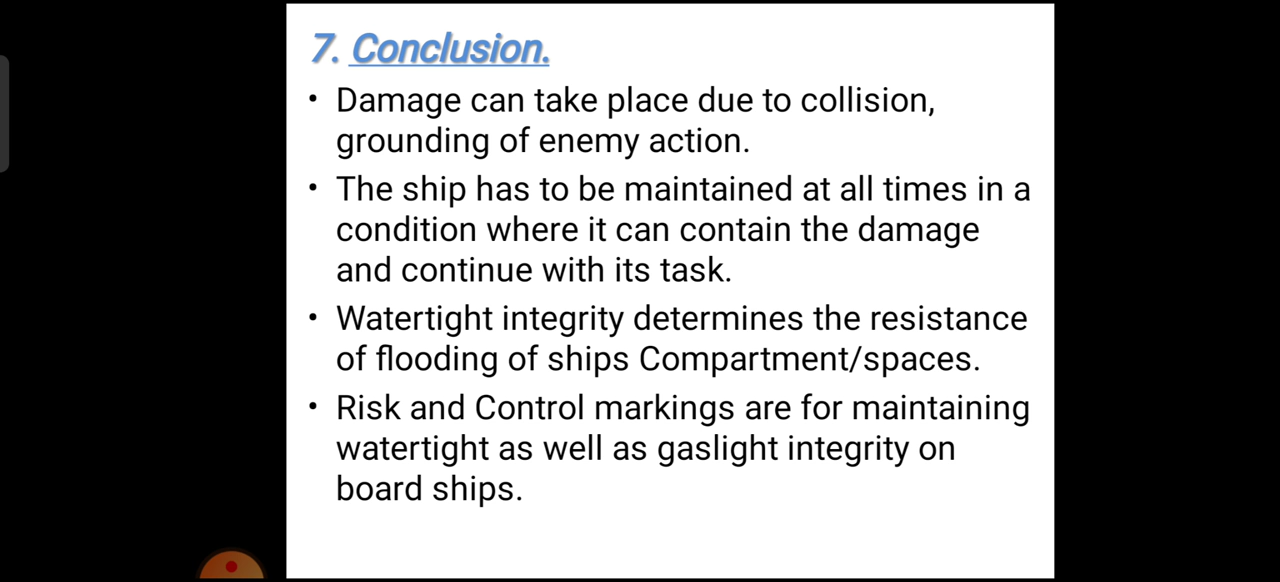 7. Conclusion.
• Damage can take place due to collision,
grounding of enemy action.
• The ship has to be maintained at all times in a
condition where it can contain the damage
and continue with its task.
• Watertight integrity determines the resistance
of flooding of ships Compartment/spaces.
• Risk and Control markings are for maintaining
watertight as well as gaslight integrity on
board ships.